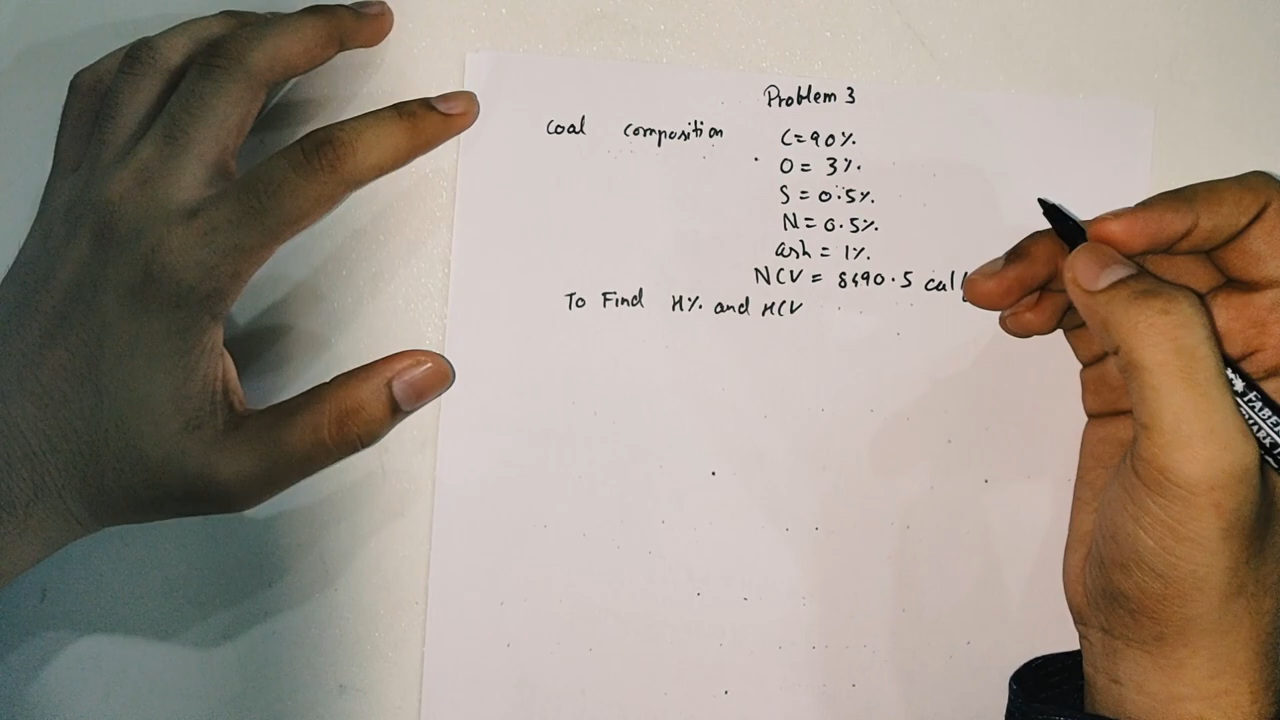 Problem 3
Coal composition C=90%.
O = 3%.
S = 0.5%.
N = 0.5%.
ash = 1%.
NCV = 8490.5 cal/
To Find H% and HCV
FABER